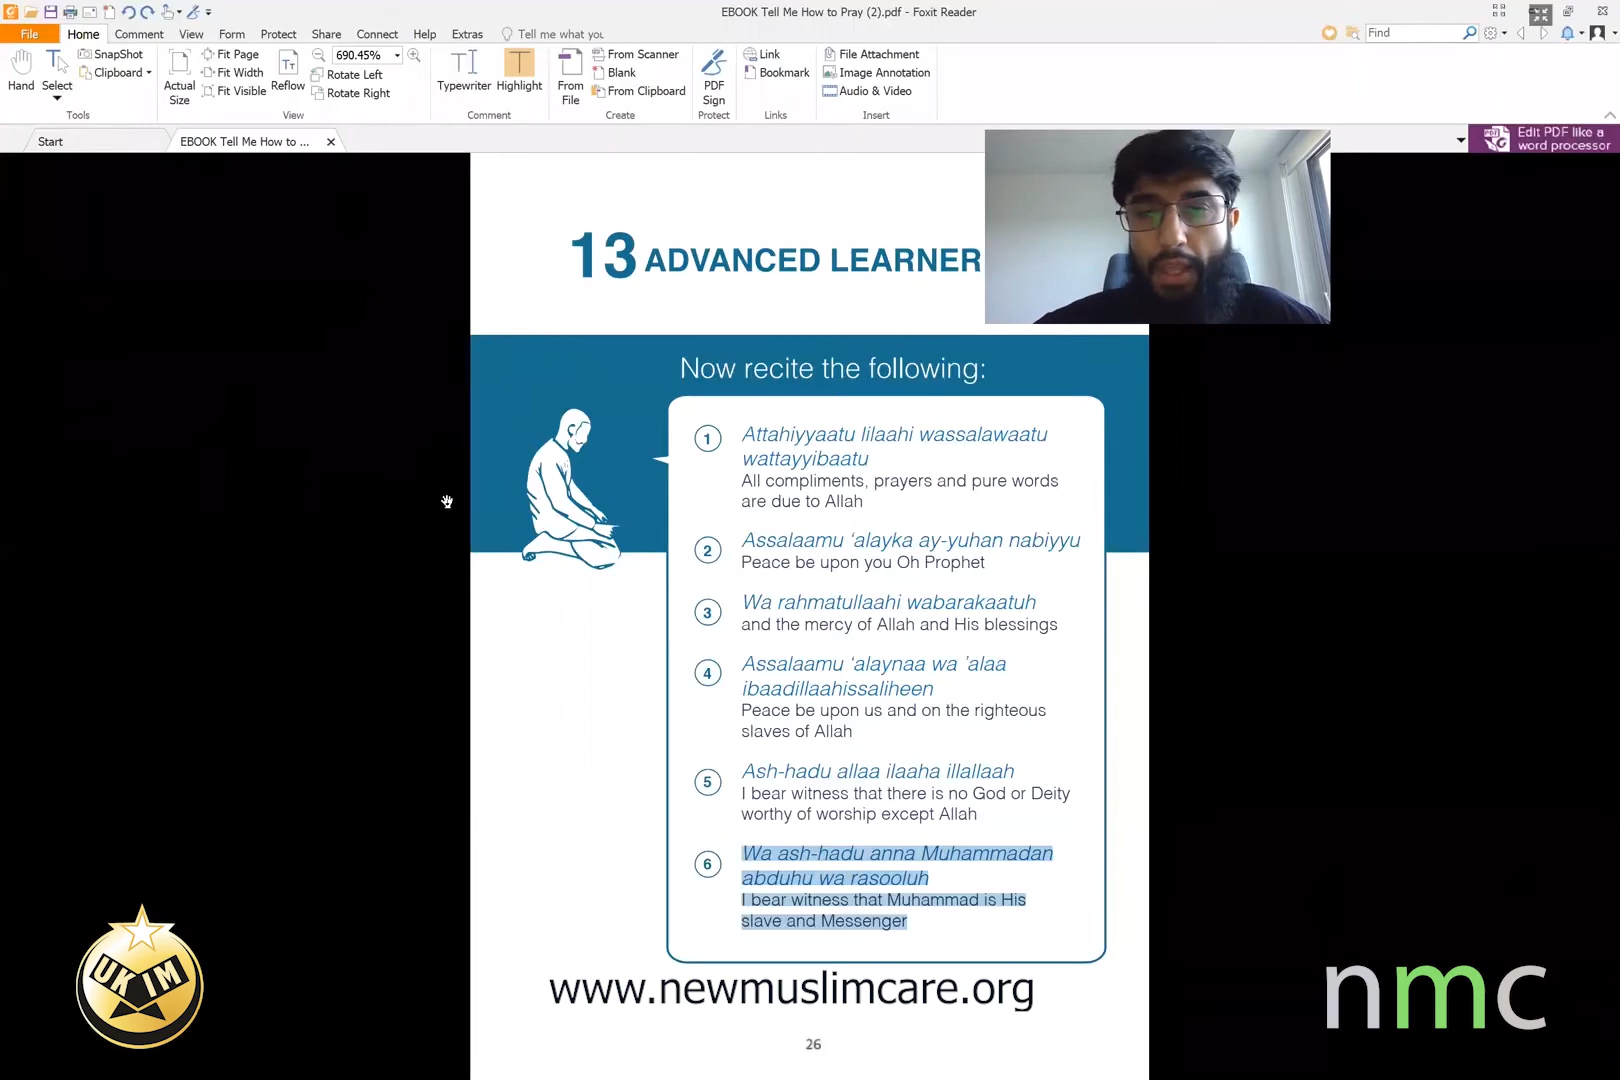 EBOOK Tell Me How to Pray (2).pdf - Foxit Reader
File Home Comment View Form Protect Share Connect Help Extras Tell me what you
Find
Hand
Select
SnapShot
Clipboard
Tools
Actual
Size
Fit Page
Fit Width
Fit Visible
Reflow
690.45%
Rotate Left
Rotate Right
View
Typewriter
Highlight
Comment
From
File
From Scanner
Blank
From Clipboard
Create
PDF
Sign
Protect
Link
Bookmark
Links
File Attachment
Image Annotation
Audio & Video
Insert
Start
EBOOK Tell Me How to ...
Edit PDF like a
word processor
13 ADVANCED LEARNER
Now recite the following:
1 Attahiyyaatu lilaahi wassalawaatu
wattayyibaatu
All compliments, prayers and pure words
are due to Allah
2 Assalaamu ‘alayka ay-yuhan nabiyyu
Peace be upon you Oh Prophet
3 Wa rahmatullaahi wabarakaatuh
and the mercy of Allah and His blessings
4 Assalaamu ‘alaynaa wa ’alaa
ibaadillaahissaliheen
Peace be upon us and on the righteous
slaves of Allah
5 Ash-hadu allaa ilaaha illallaah
I bear witness that there is no God or Deity
worthy of worship except Allah
6 Wa ash-hadu anna Muhammadan
abduhu wa rasooluh
I bear witness that Muhammad is His
slave and Messenger
www.newmuslimcare.org
26
UKIM
nmc